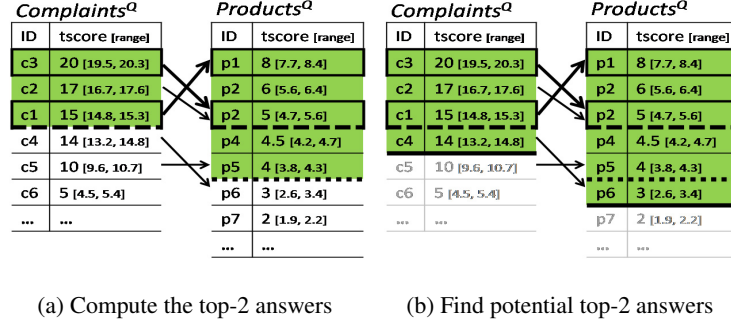 Complaints^Q Products^Q Complaints^Q Products^Q
ID tscore [range] ID tscore [range] ID tscore [range] ID tscore [range]
c3 20 [19.5, 20.3] p1 8 [7.7, 8.4] c3 20 [19.5, 20.3] p1 8 [7.7, 8.4]
c2 17 [16.7, 17.6] p2 6 [5.6, 6.4] c2 17 [16.7, 17.6] p2 6 [5.6, 6.4]
c1 15 [14.8, 15.3] p2 5 [4.7, 5.6] c1 15 [14.8, 15.3] p2 5 [4.7, 5.6]
c4 14 [13.2, 14.8] p4 4.5 [4.2, 4.7] c4 14 [13.2, 14.8] p4 4.5 [4.2, 4.7]
c5 10 [9.6, 10.7] p5 4 [3.8, 4.3] c5 10 [9.6, 10.7] p5 4 [3.8, 4.3]
c6 5 [4.5, 5.4] p6 3 [2.6, 3.4] c6 5 [4.5, 5.4] p6 3 [2.6, 3.4]
... ... p7 2 [1.9, 2.2] ... ... p7 2 [1.9, 2.2]
... ... ... ...
(a) Compute the top-2 answers (b) Find potential top-2 answers